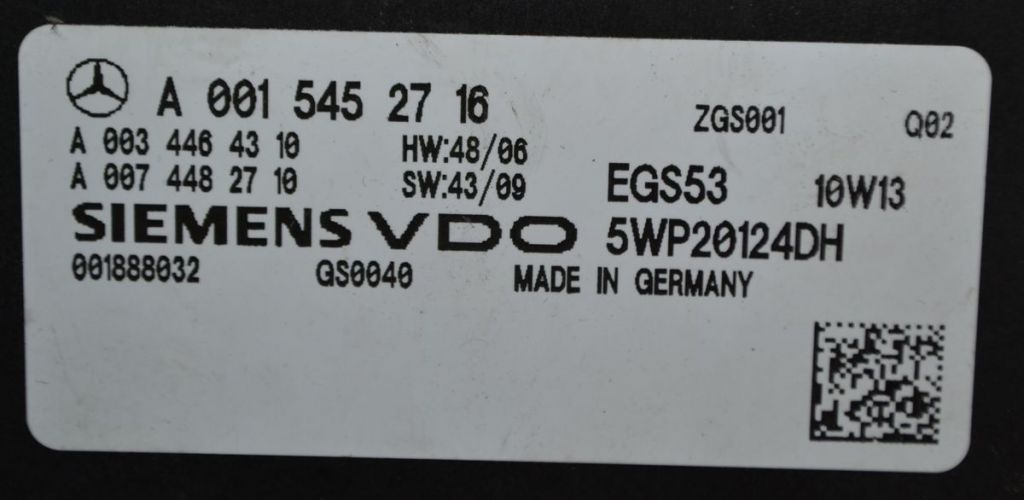 A 001 545 27 16 ZGS001 Q02
A 003 446 43 10 HW:48/06
A 007 448 27 10 SW:43/09 EGS53 10W13
SIEMENS VDO 5WP20124DH
001888032 GS0040 MADE IN GERMANY